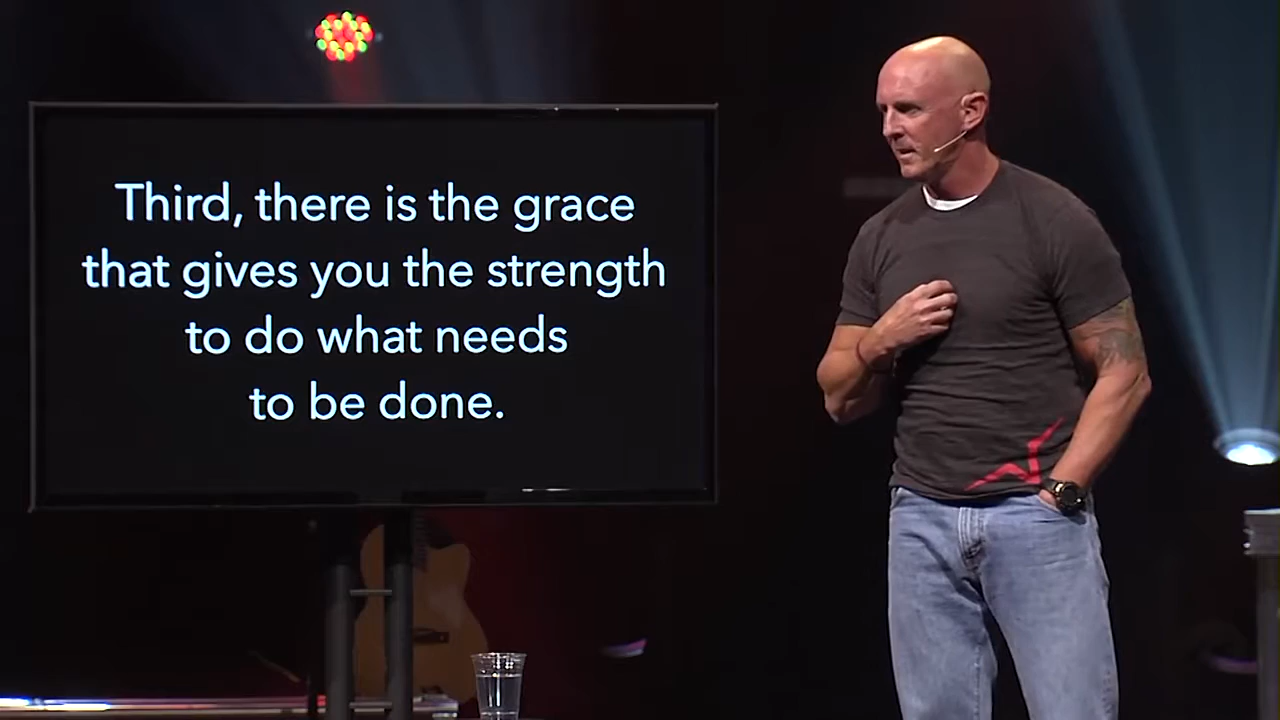 Third, there is the grace
that gives you the strength
to do what needs
to be done.